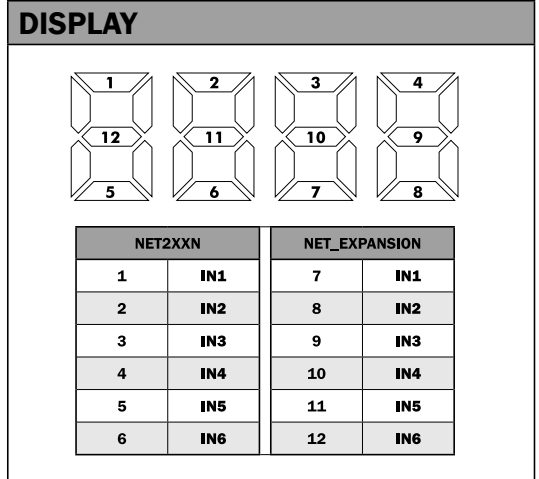 DISPLAY
1 2 3 4
12 11 10 9
5 6 7 8
NET2XXN NET_EXPANSION
1 IN1 7 IN1
2 IN2 8 IN2
3 IN3 9 IN3
4 IN4 10 IN4
5 IN5 11 IN5
6 IN6 12 IN6